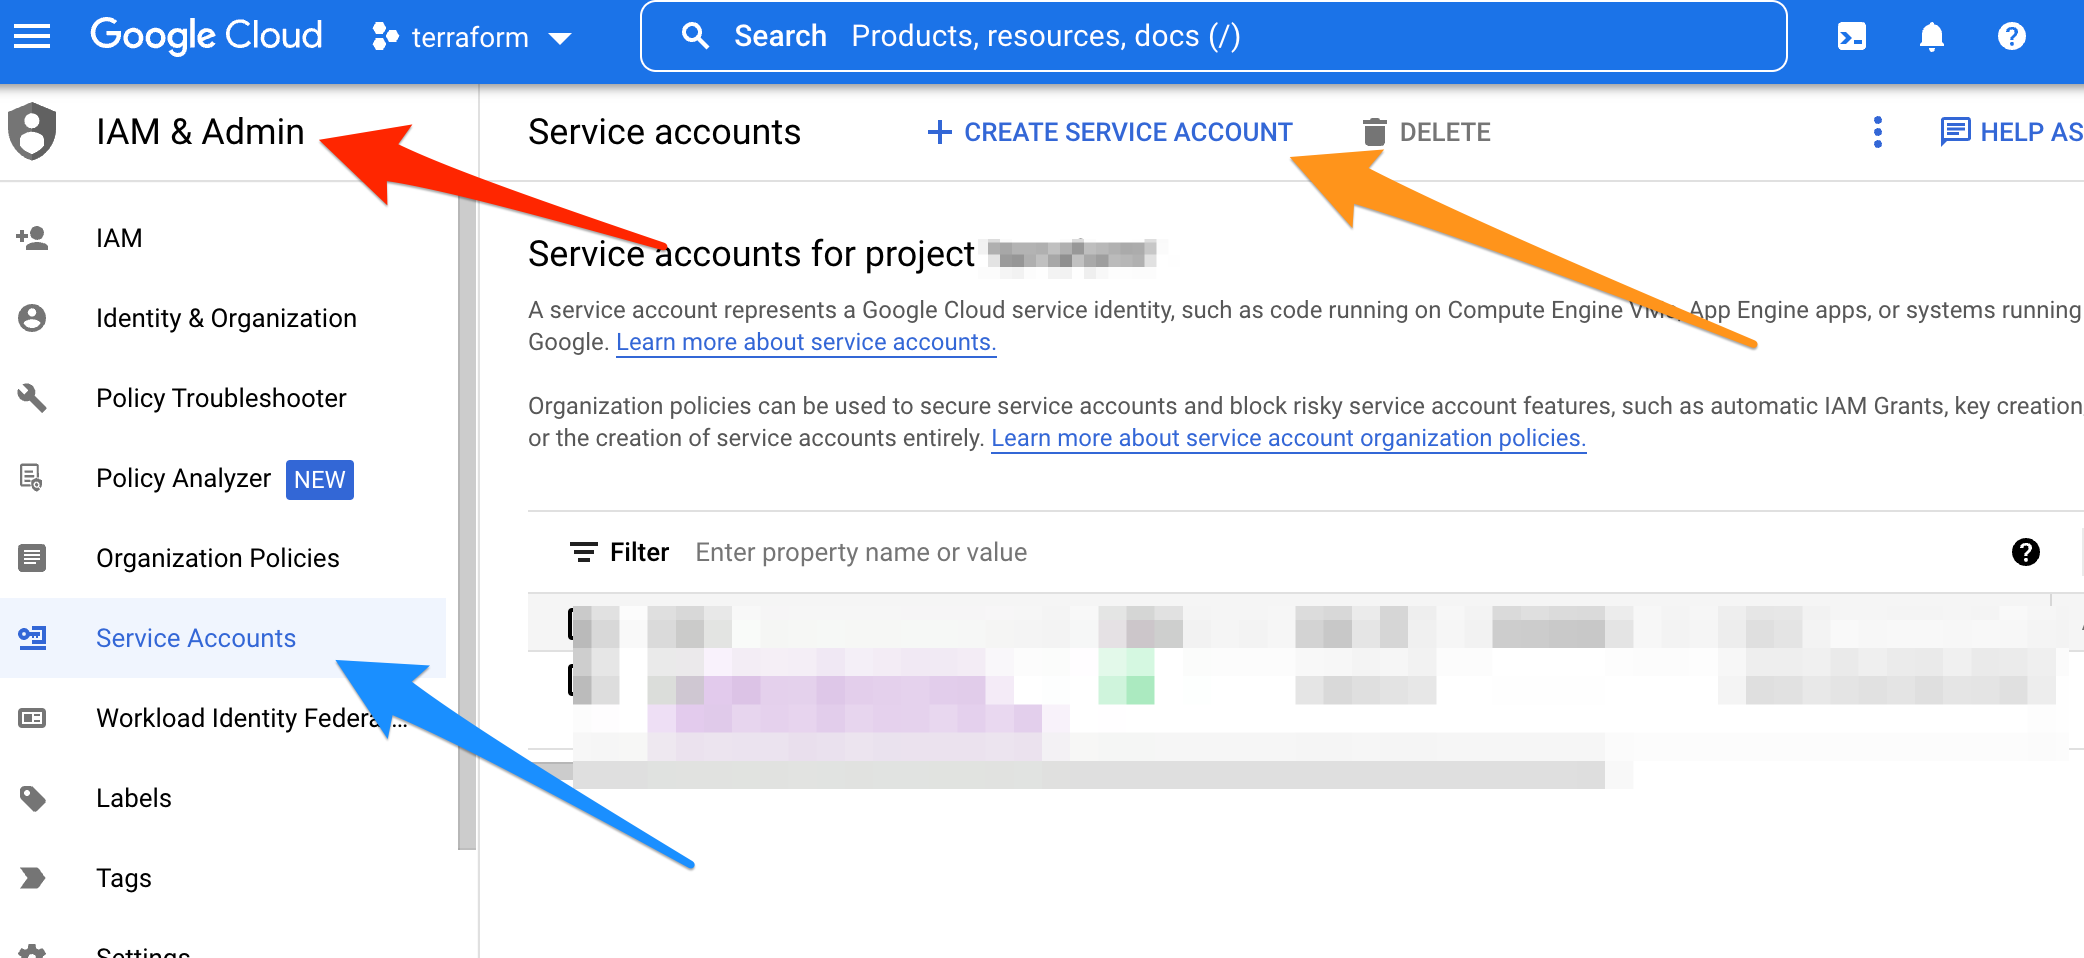 Google Cloud
terraform
Search Products, resources, docs (/)
IAM & Admin
Service accounts
+ CREATE SERVICE ACCOUNT
DELETE
HELP AS
IAM
Identity & Organization
Policy Troubleshooter
Policy Analyzer NEW
Organization Policies
Service Accounts
Workload Identity Federa...
Labels
Tags
Settings
Service accounts for project
A service account represents a Google Cloud service identity, such as code running on Compute Engine VMs, App Engine apps, or systems running
Google. Learn more about service accounts.
Organization policies can be used to secure service accounts and block risky service account features, such as automatic IAM Grants, key creation,
or the creation of service accounts entirely. Learn more about service account organization policies.
Filter Enter property name or value